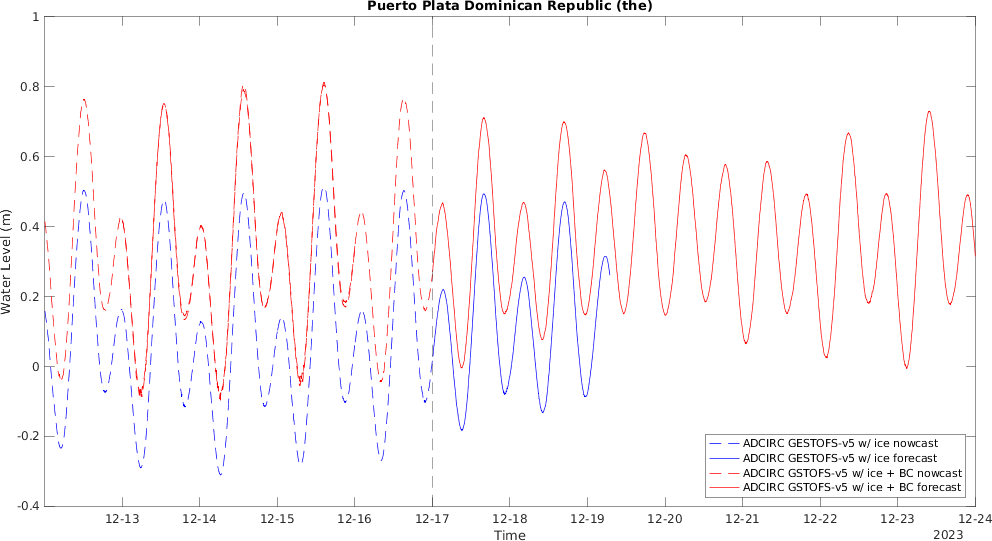 Puerto Plata Dominican Republic (the)
1
0.8
0.6
0.4
0.2
0
-0.2
-0.4
Water Level (m)
ADCIRC GESTOFS-v5 w/ ice nowcast
ADCIRC GESTOFS-v5 w/ ice forecast
ADCIRC GSTOFS-v5 w/ ice + BC nowcast
ADCIRC GSTOFS-v5 w/ ice + BC forecast
12-13 12-14 12-15 12-16 12-17 12-18 12-19 12-20 12-21 12-22 12-23 12-24
Time
2023